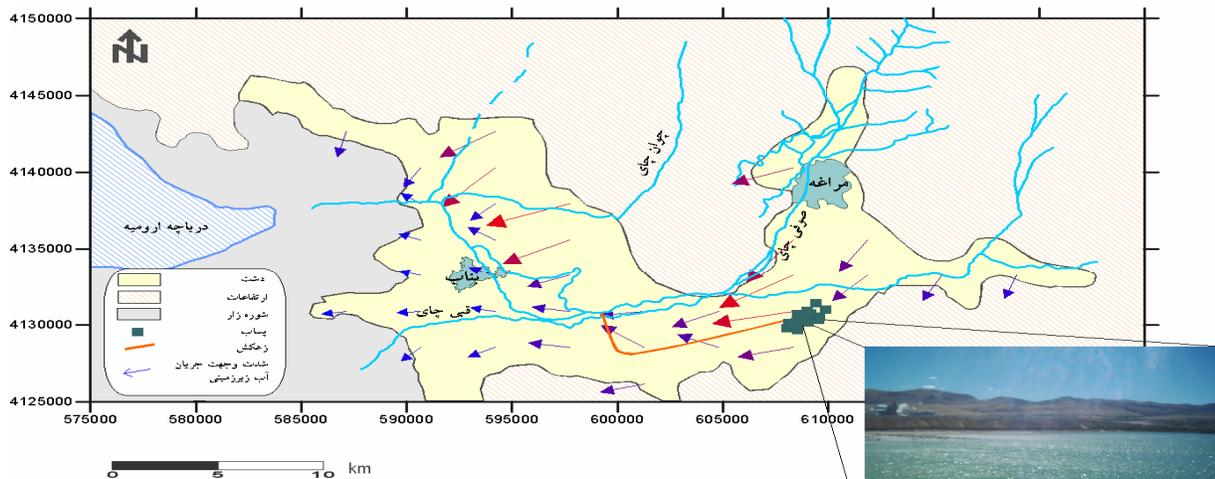 4150000
4145000
4140000
4135000
4130000
4125000
575000
580000
585000
590000
595000
600000
605000
610000
N
چوان چای
مراغه
صوفی چای
دریاچه ارومیه
بناب
قبی چای
دشت
ارتفاعات
شوره زار
پساب
زهکش
شدت وجهت جریان
آب زیرزمینی
0 5 10 km